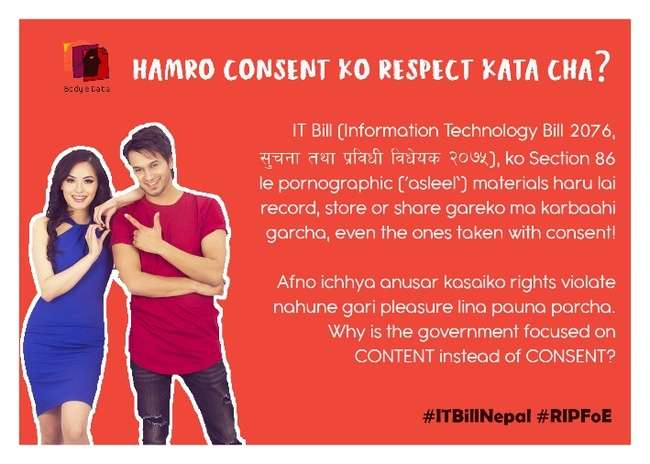 Body & Data
HAMRO CONSENT KO RESPECT KATA CHA?
IT Bill (Information Technology Bill 2076,
सुचना तथा प्रविधी विधेयक २०७५), ko Section 86
le pornographic ('asleel') materials haru lai
record, store or share gareko ma karbaahi
garcha, even the ones taken with consent!
Afno ichhya anusar kasaiko rights violate
nahune gari pleasure lina pauna parcha.
Why is the government focused on
CONTENT instead of CONSENT?
#ITBillNepal #RIPFoE